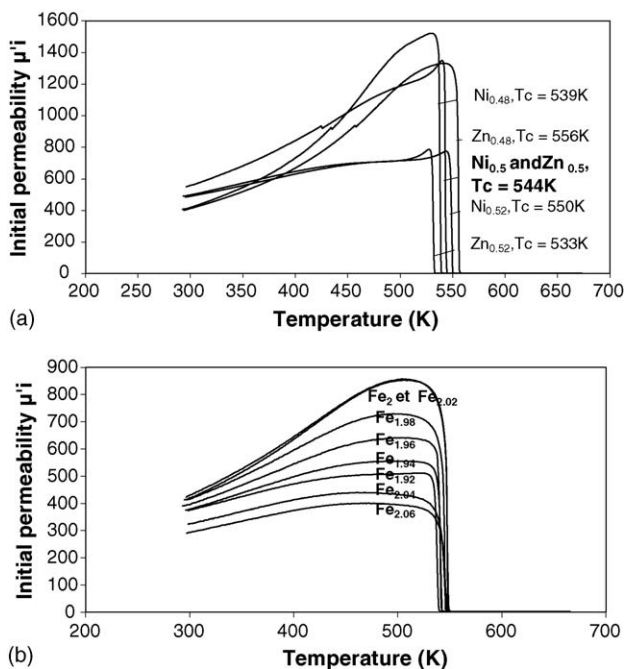 1600
1400
1200
1000
800
600
400
200
0
Initial permeability µ'i
Ni0.48,Tc = 539K
Zn0.48,Tc = 556K
Ni0.5 andZn 0.5,
Tc = 544K
Ni0.52,Tc = 550K
Zn0.52,Tc = 533K
200 250 300 350 400 450 500 550 600 650 700
(a)
Temperature (K)
900
800
700
600
500
400
300
200
100
0
Initial permeability µ'i
Fe2 et Fe2.02
Fe1.98
Fe1.96
Fe1.94
Fe1.92
Fe2.04
Fe2.06
200 300 400 500 600 700
(b)
Temperature (K)